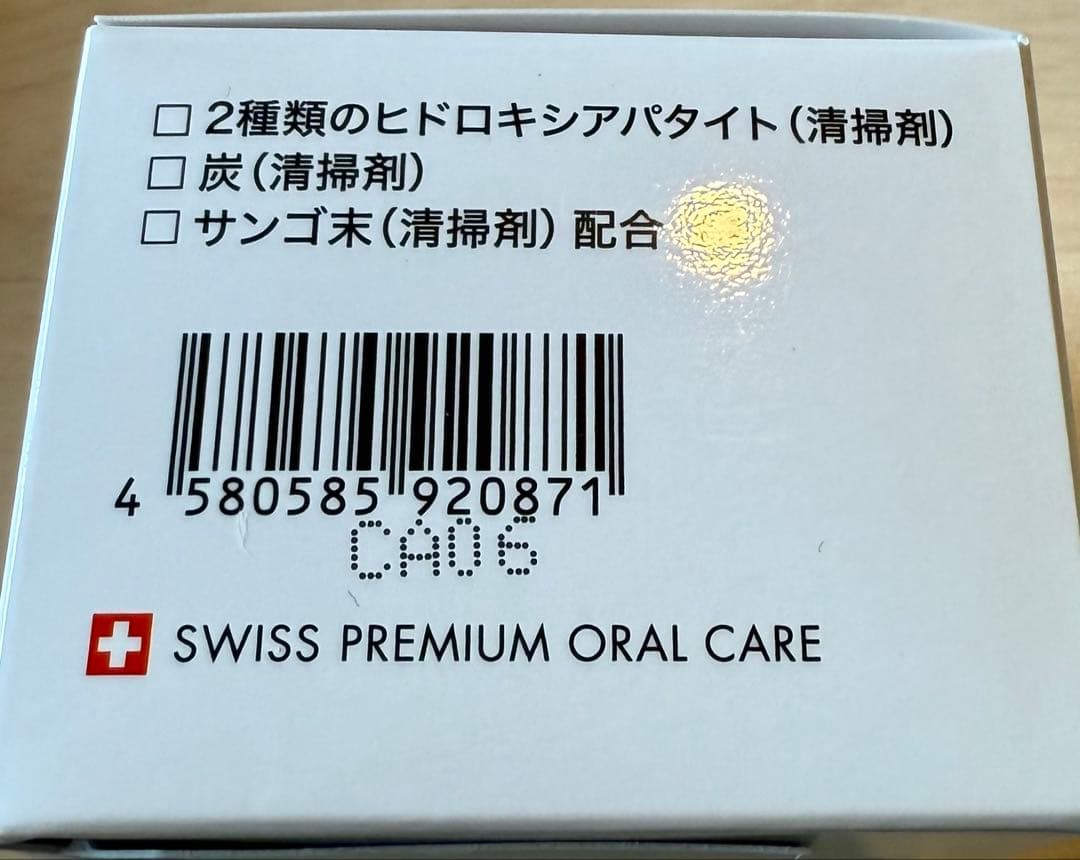 □ 2種類のヒドロキシアパタイト(清掃剤)
□ 炭(清掃剤)
□ サンゴ末(清掃剤) 配合
4 580585 920871
CA06
SWISS PREMIUM ORAL CARE